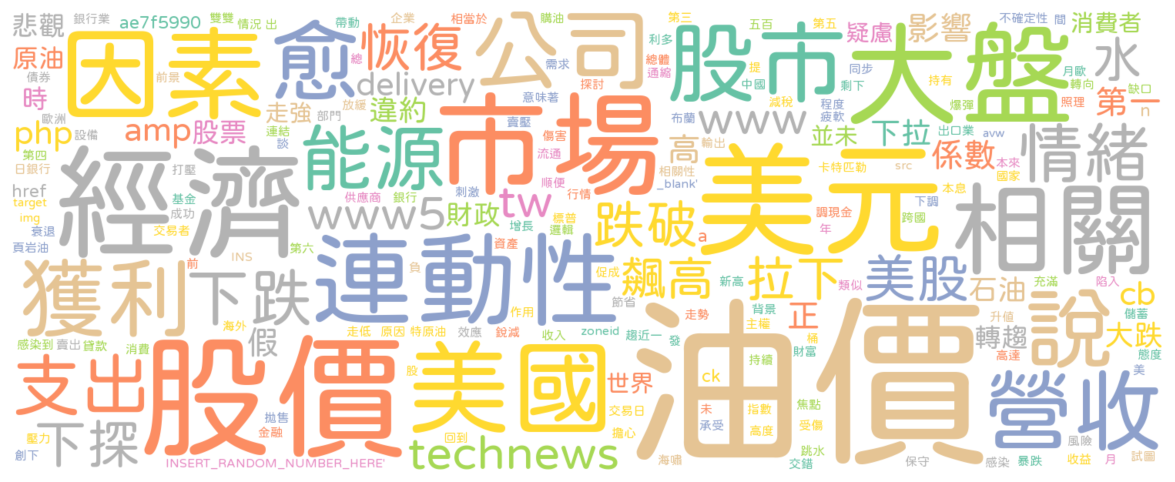 悲觀 銀行業 ae7f5990 雙雙 情況 出 帶動 企業 相當於 購油 第三 五百 第五 不確定性 間 消費者
原油 因素 愈 恢復 公司 利多 股市 疑慮 影響 大盤 水
債券 前景 總 需求 總體 提 同步 月歐
時 歐洲 放緩 delivery 探討 通縮 中國 剩下 持有 轉向 缺口
設備 走強 部門 違約 意味著 減稅 程度 爆彈 照理 第一 n
php amp 股票 連結 賣壓 市場 布蘭 www 疲軟 並未 下拉 出口業 avw
第四 談 能源 傷害 高 輸出 係數 情緒
日銀行 經濟 打壓 流通 相關性 美元 卡特匹勒 src 本來
href 基金 供應商 銀行 刺激 順便 _blank' 本息 國家
target 成功 www5 財政 tw 行情 下調 相關
img 交易者 增長 標普 跌破 調現金 跨國
衰退 第六 連動性 邏輯 a 年
頁岩油 INS 資產
獲利 前 下跌 負 促成 飆高 新高 拉下 類似 美股 石油 充滿 陷入
海外 節省 背景 正 升值 cb 儲蓄
作用 走勢 主權 轉趨 說 大跌
感染到 賣出 貸款 消費 假 走低 原因 特原油 效應 銳減 收入 zoneid 趨近一 發 油價 稱 高達 態度
支出 股價 股 美國 世界 ck 財富 持續 美
拋售 交易日 未 指數 焦點 營收
壓力 下探 金融 回到 擔心 承受 高度 受傷 風險
創下 technews 跳水 試圖
INSERT_RANDOM_NUMBER_HERE' 海嘯 交錯 保守 感染 暴跌 收益 月